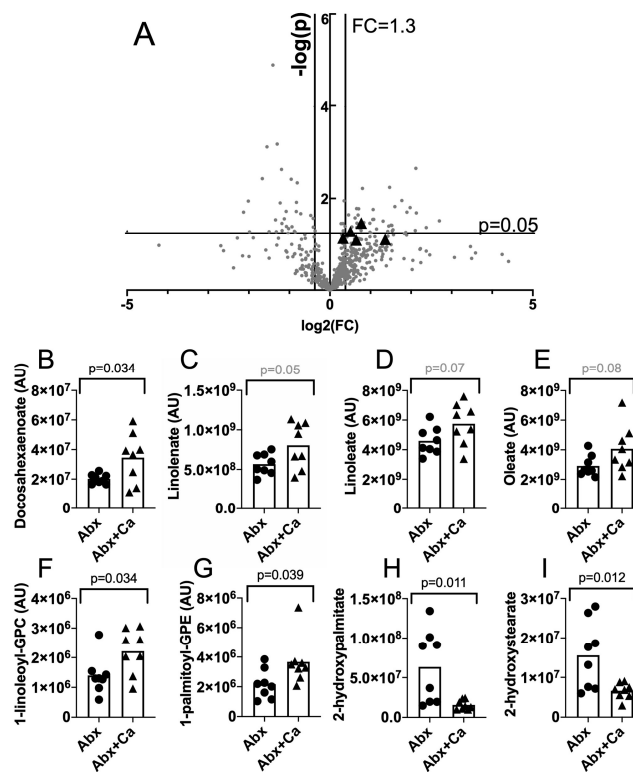 A
-log(p)
6
FC=1.3
4
2
p=0.05
-5
0
5
log2(FC)
B
p=0.034
Docosahexaenoate (AU)
8×10⁷
6×10⁷
4×10⁷
2×10⁷
0
Abx
Abx+Ca
C
p=0.05
Linolenate (AU)
1.5×10⁹
1.0×10⁹
5.0×10⁸
0.0
Abx
Abx+Ca
D
p=0.07
Linoleate (AU)
8×10⁹
6×10⁹
4×10⁹
2×10⁹
0
Abx
Abx+Ca
E
p=0.08
Oleate (AU)
8×10⁹
6×10⁹
4×10⁹
2×10⁹
0
Abx
Abx+Ca
F
p=0.034
1-linoleoyl-GPC (AU)
4×10⁶
3×10⁶
2×10⁶
1×10⁶
0
Abx
Abx+Ca
G
p=0.039
1-palmitoyl-GPE (AU)
8×10⁶
6×10⁶
4×10⁶
2×10⁶
0
Abx
Abx+Ca
H
p=0.011
2-hydroxypalmitate
1.5×10⁸
1.0×10⁸
5.0×10⁷
0.0
Abx
Abx+Ca
I
p=0.012
2-hydroxystearate
3×10⁷
2×10⁷
1×10⁷
0
Abx
Abx+Ca